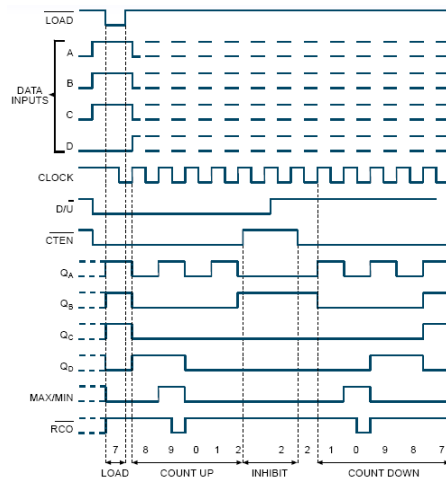 LOAD
A
B
DATA
INPUTS
C
D
CLOCK
D/U
CTEN
QA
QB
QC
QD
MAX/MIN
RCO
7 8 9 0 1 2 2 2 1 0 9 8 7
LOAD COUNT UP INHIBIT COUNT DOWN